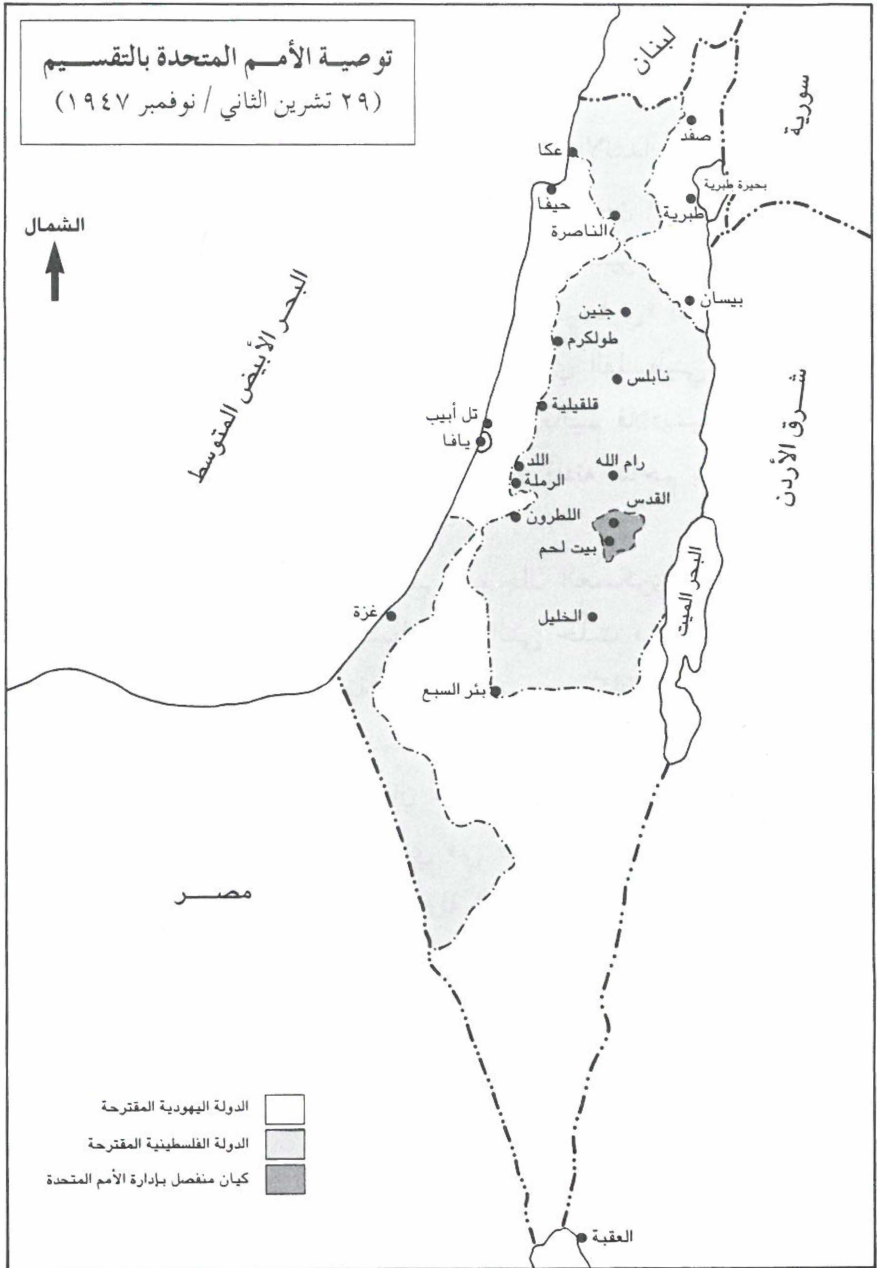 توصية الأمم المتحدة بالتقسيم
(٢٩ تشرين الثاني / نوفمبر ١٩٤٧)
لبنان
سورية
صفد
عكا
بحيرة طبرية
حيفا
طبرية
الناصرة
الشمال
البحر الأبيض المتوسط
بيسان
جنين
طولكرم
نابلس
شرق الأردن
قلقيلية
تل أبيب
يافا
اللد
رام الله
الرملة
القدس
اللطرون
بيت لحم
البحر الميت
الخليل
غزة
بئر السبع
مصر
الدولة اليهودية المقترحة
الدولة الفلسطينية المقترحة
كيان منفصل بإدارة الأمم المتحدة
العقبة